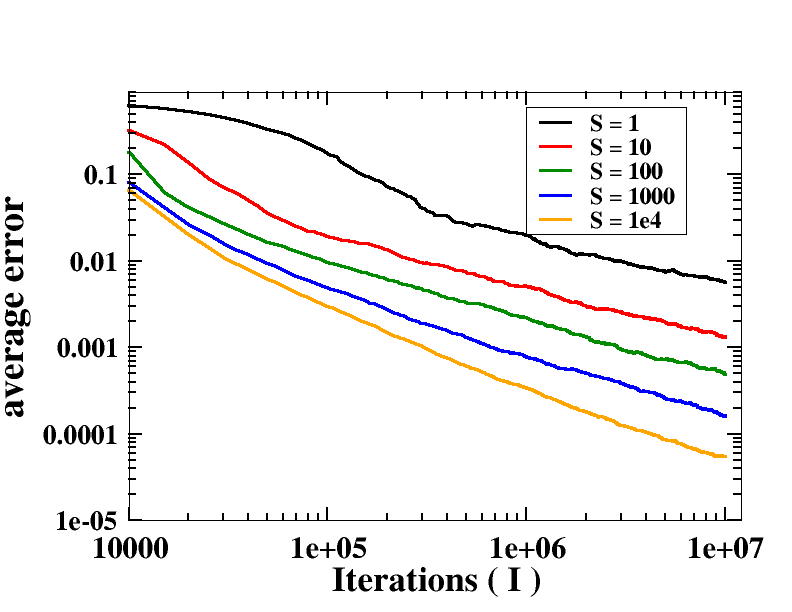 S = 1
S = 10
S = 100
S = 1000
S = 1e4
0.1
0.01
0.001
0.0001
1e-05
10000 1e+05 1e+06 1e+07
Iterations ( I )
average error